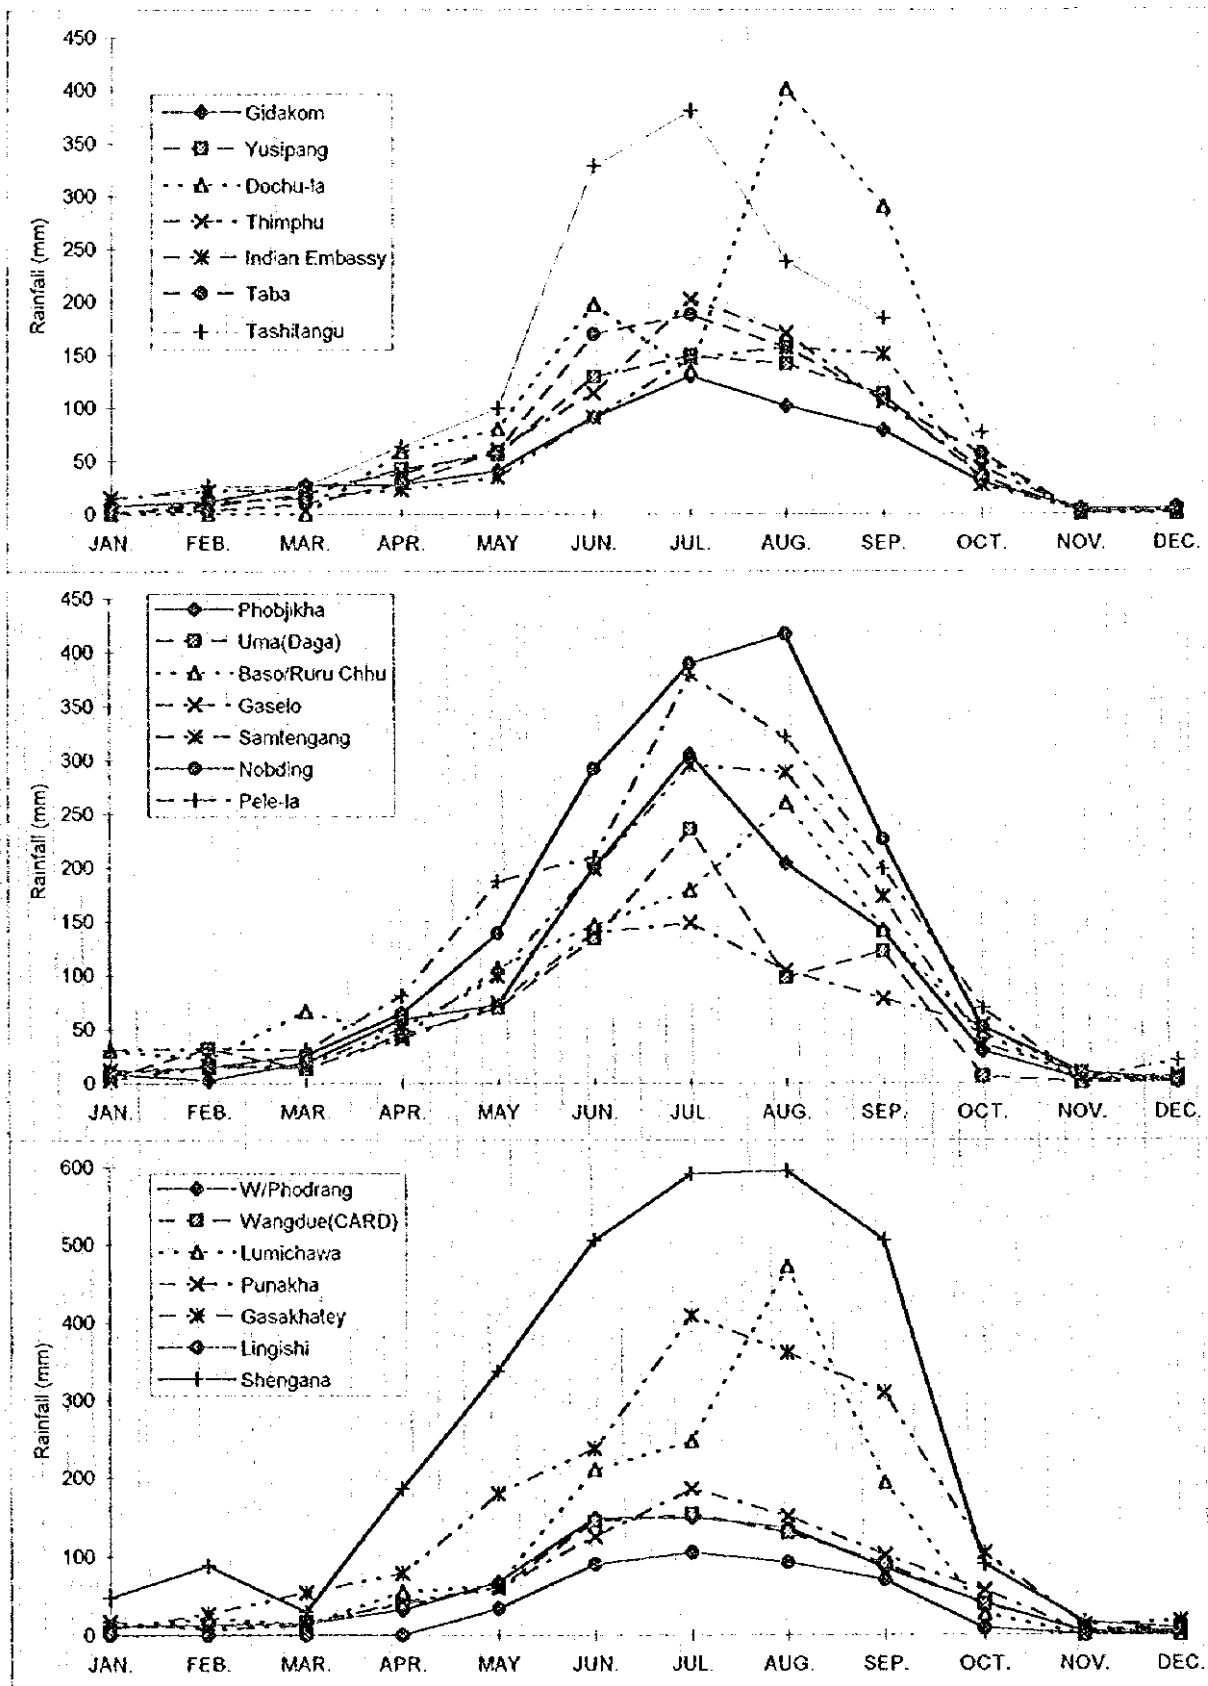 450
400
350
300
250
200
150
100
50
0
Rainfall (mm)
Gidakom
Yusipang
Dochu-la
Thimphu
Indian Embassy
Taba
Tashitangu
JAN. FEB. MAR. APR. MAY JUN. JUL. AUG. SEP. OCT. NOV. DEC.
450
400
350
300
250
200
150
100
50
0
Rainfall (mm)
Phobjikha
Uma(Daga)
Baso/Ruru Chhu
Gaselo
Samtengang
Nobding
Pele-la
JAN. FEB. MAR. APR. MAY JUN. JUL. AUG. SEP. OCT. NOV. DEC.
600
500
400
300
200
100
0
Rainfall (mm)
W/Phodrang
Wangdue(CARD)
Lumichawa
Punakha
Gasakhatey
Lingishi
Shengana
JAN. FEB. MAR. APR. MAY JUN. JUL. AUG. SEP. OCT. NOV. DEC.